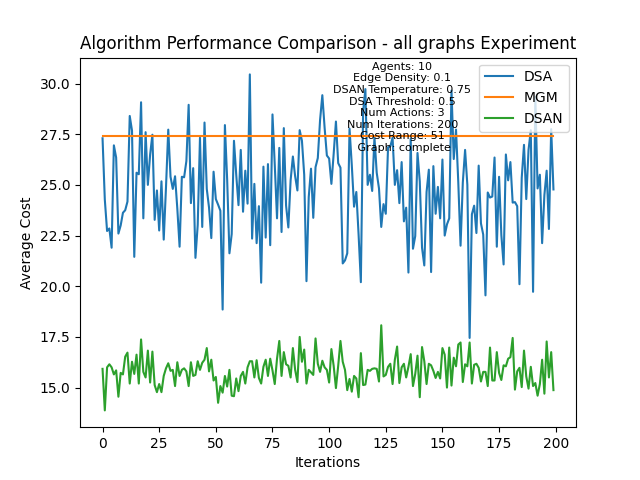 Algorithm Performance Comparison - all graphs Experiment
Agents: 10
Edge Density: 0.1
DSAN Temperature: 0.75
DSA Threshold: 0.5
Num Actions: 3
Num Iterations: 200
Cost Range: 51
Graph: complete
DSA
MGM
DSAN
Average Cost
30.0
27.5
25.0
22.5
20.0
17.5
15.0
0 25 50 75 100 125 150 175 200
Iterations